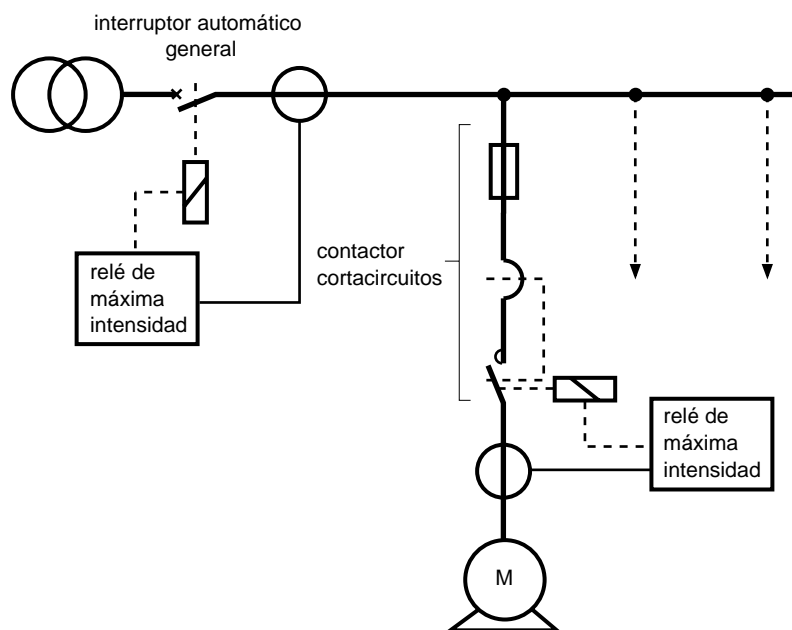 interruptor automático
general
relé de
máxima
intensidad
contactor
cortacircuitos
relé de
máxima
intensidad
M